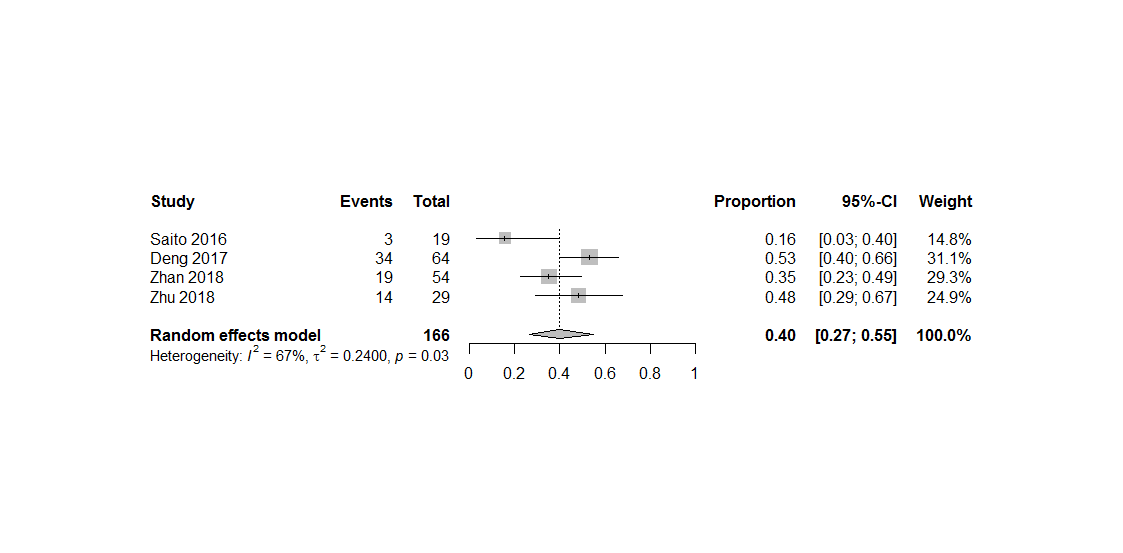 Study Events Total Proportion 95%-CI Weight
Saito 2016 3 19 0.16 [0.03; 0.40] 14.8%
Deng 2017 34 64 0.53 [0.40; 0.66] 31.1%
Zhan 2018 19 54 0.35 [0.23; 0.49] 29.3%
Zhu 2018 14 29 0.48 [0.29; 0.67] 24.9%
Random effects model 166 0.40 [0.27; 0.55] 100.0%
Heterogeneity: I² = 67%, τ² = 0.2400, p = 0.03
0 0.2 0.4 0.6 0.8 1